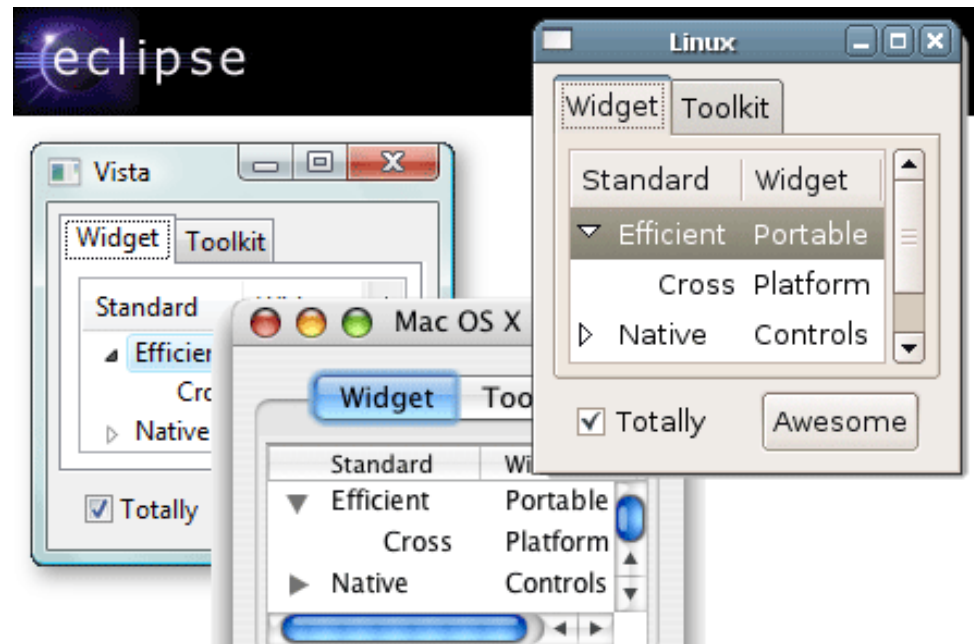 eclipse
Linux
Widget Toolkit
Standard Widget
Efficient Portable
Cross Platform
Native Controls
Totally Awesome
Vista
Widget Toolkit
Standard
Native
Totally
Mac OS X
Widget
Standard
Efficient Portable
Cross Platform
Native Controls